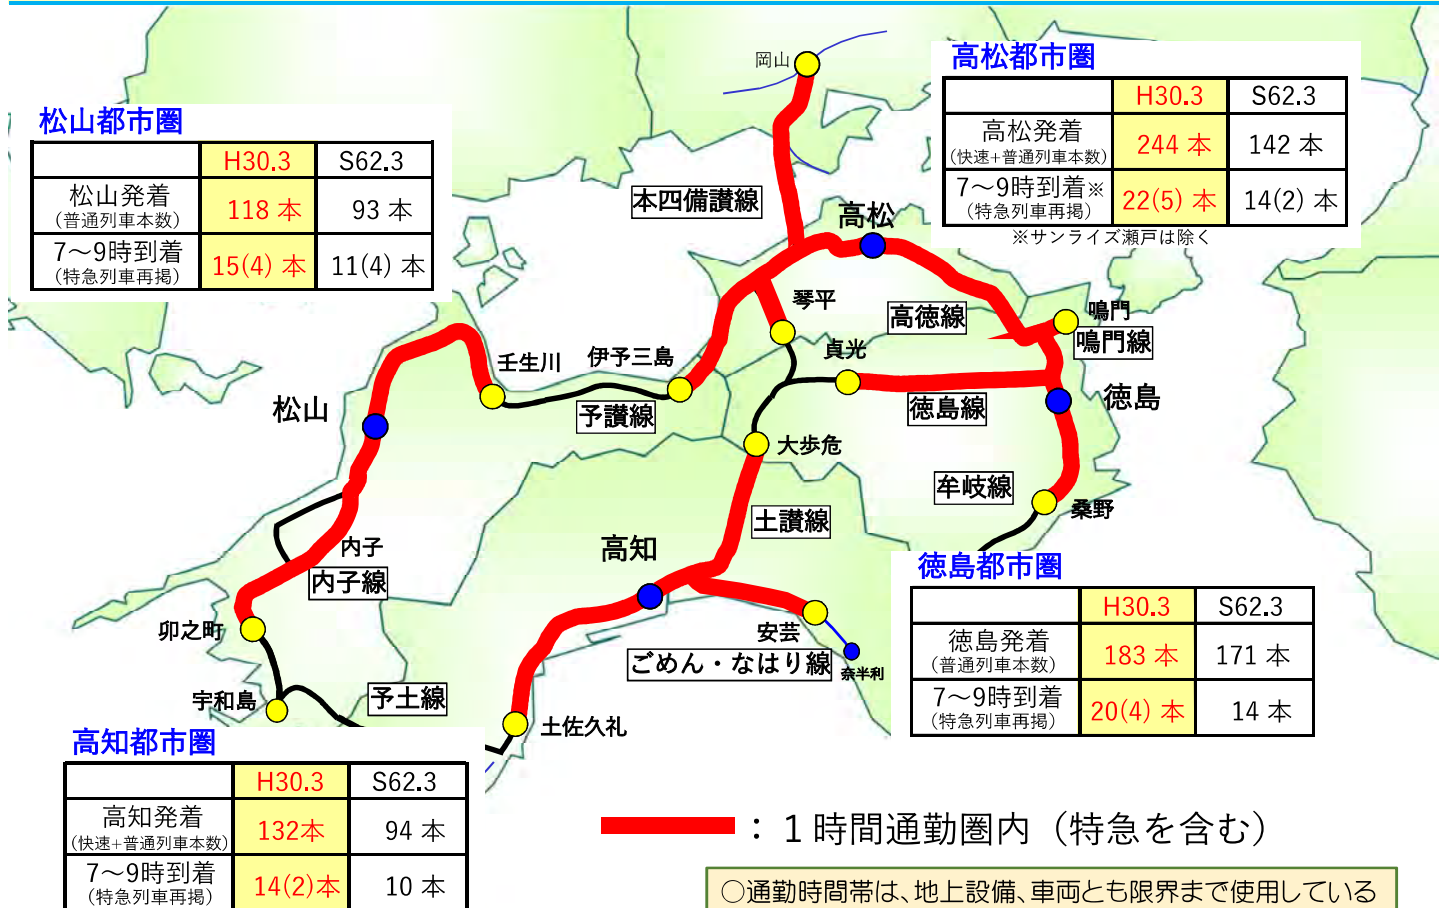 松山都市圏
H30.3 S62.3
松山発着 118 本 93 本
(普通列車本数)
7～9時到着 15(4) 本 11(4) 本
(特急列車再掲)
高松都市圏
H30.3 S62.3
高松発着 244 本 142 本
(快速+普通列車本数)
7～9時到着※ 22(5) 本 14(2) 本
(特急列車再掲)
※サンライズ瀬戸は除く
岡山
本四備讃線
高松
琴平
高徳線
鳴門
鳴門線
貞光
伊予三島
壬生川
予讃線
徳島線
徳島
松山
大歩危
牟岐線
桑野
土讃線
高知
内子
内子線
卯之町
安芸
ごめん・なはり線
奈半利
宇和島
予土線
土佐久礼
徳島都市圏
H30.3 S62.3
徳島発着 183 本 171 本
(普通列車本数)
7～9時到着 20(4) 本 14 本
(特急列車再掲)
高知都市圏
H30.3 S62.3
高知発着 132本 94 本
(快速+普通列車本数)
7～9時到着 14(2)本 10 本
(特急列車再掲)
：１時間通勤圏内（特急を含む）
○通勤時間帯は、地上設備、車両とも限界まで使用している